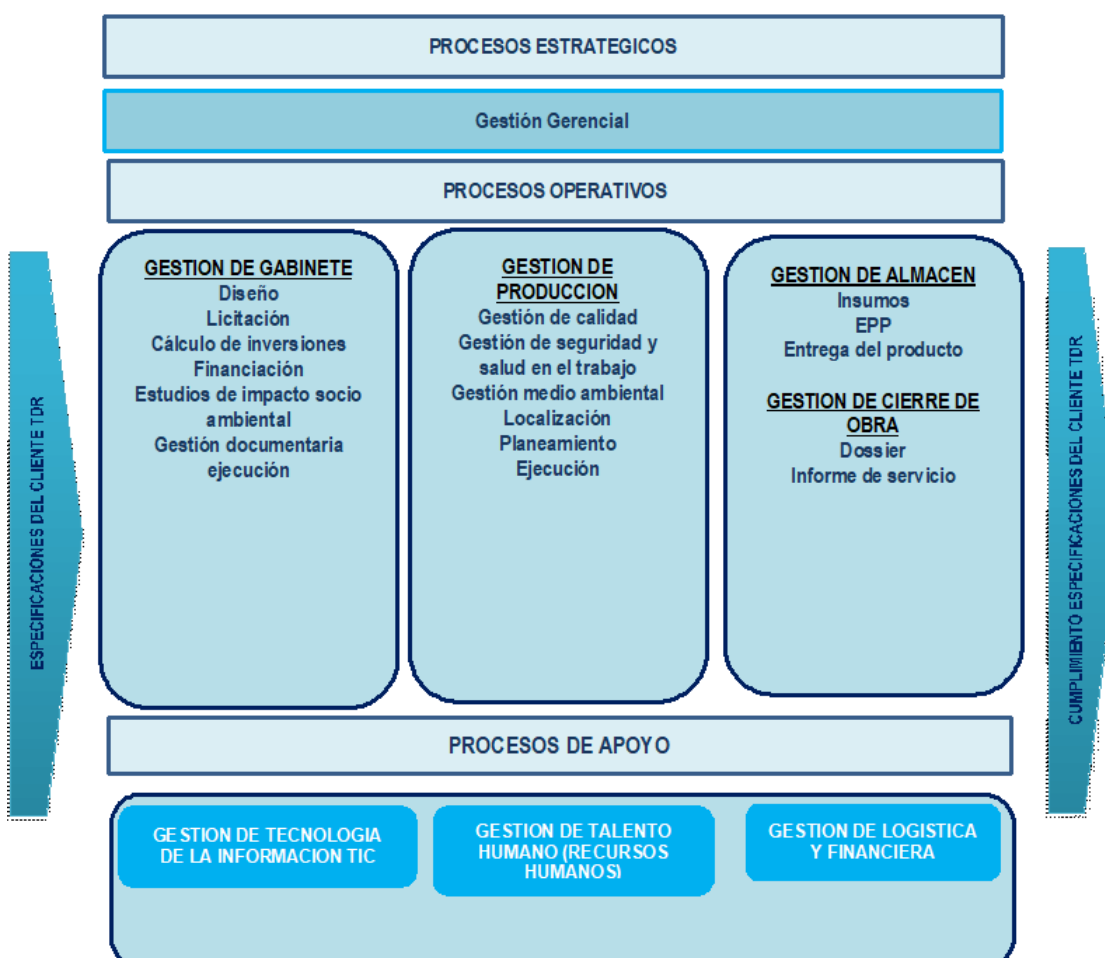 PROCESOS ESTRATEGICOS
Gestión Gerencial
PROCESOS OPERATIVOS
ESPECIFICACIONES DEL CLIENTE TDR
GESTION DE GABINETE
Diseño
Licitación
Cálculo de inversiones
Financiación
Estudios de impacto socio
ambiental
Gestión documentaria
ejecución
GESTION DE
PRODUCCION
Gestión de calidad
Gestión de seguridad y
salud en el trabajo
Gestión medio ambiental
Localización
Planeamiento
Ejecución
GESTION DE ALMACEN
Insumos
EPP
Entrega del producto
GESTION DE CIERRE DE
OBRA
Dossier
Informe de servicio
CUMPLIMIENTO ESPECIFICACIONES DEL CLIENTE TDR
PROCESOS DE APOYO
GESTION DE TECNOLOGIA
DE LA INFORMACION TIC
GESTION DE TALENTO
HUMANO (RECURSOS
HUMANOS)
GESTION DE LOGISTICA
Y FINANCIERA